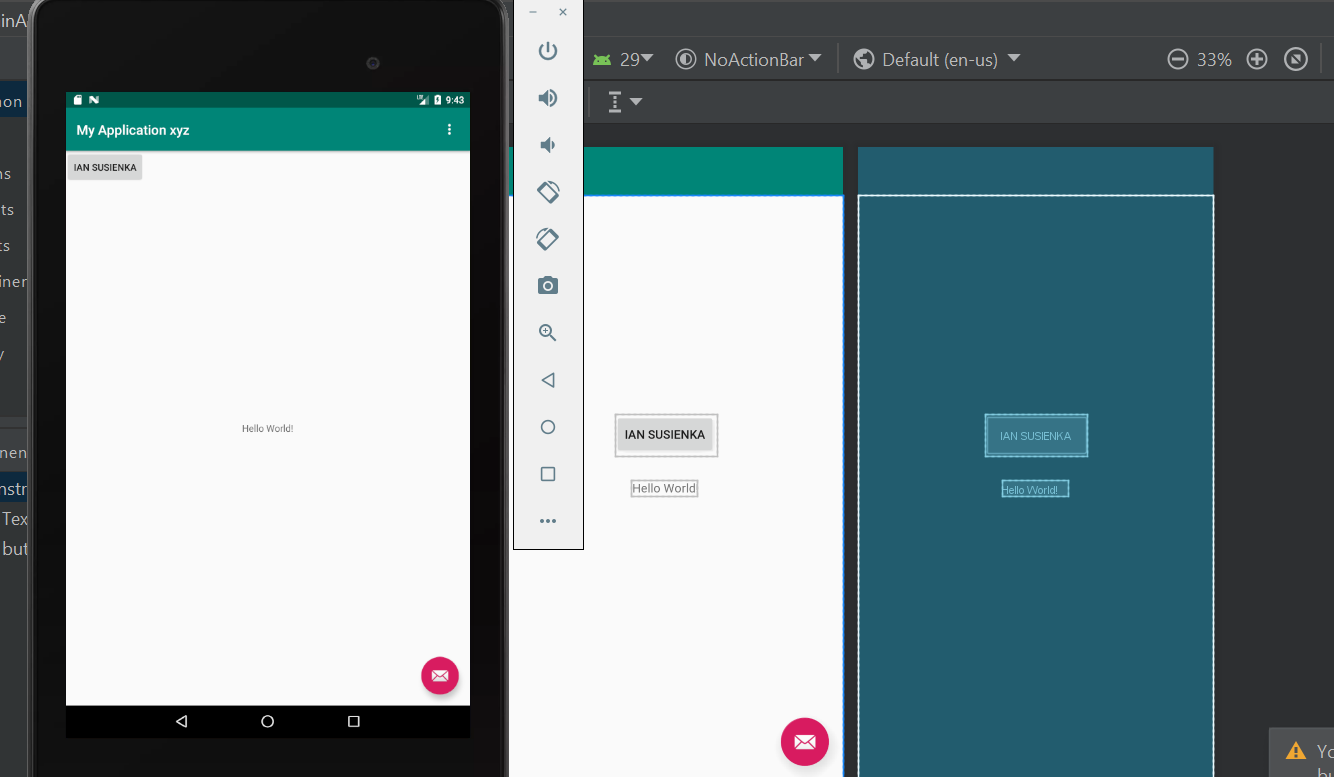 inA
29
NoActionBar
Default (en-us)
33%
9:43
My Application xyz
IAN SUSIENKA
Hello World!
on
ns
ts
ts
iner
e
y
nen
nstr
Tex
but
IAN SUSIENKA
Hello World
IAN SUSIENKA
Hello World!
Yo
bu